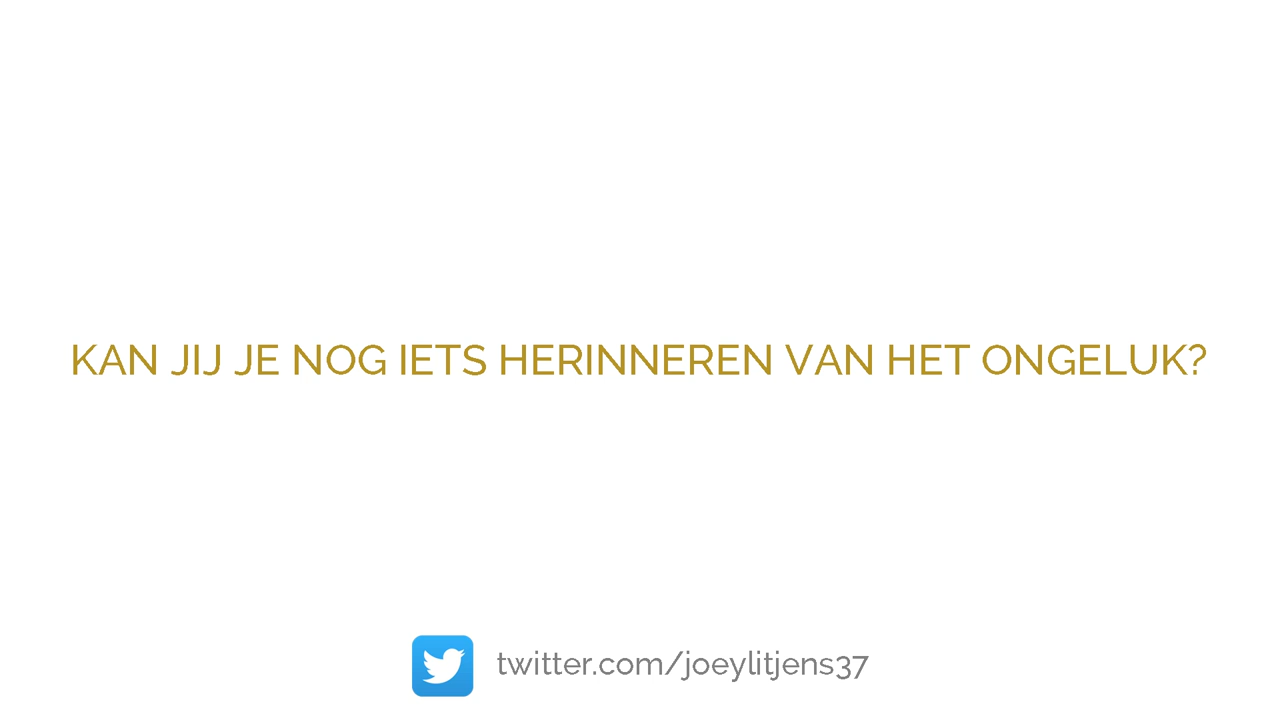 KAN JIJ JE NOG IETS HERINNEREN VAN HET ONGELUK?
twitter.com/joeylitjens37